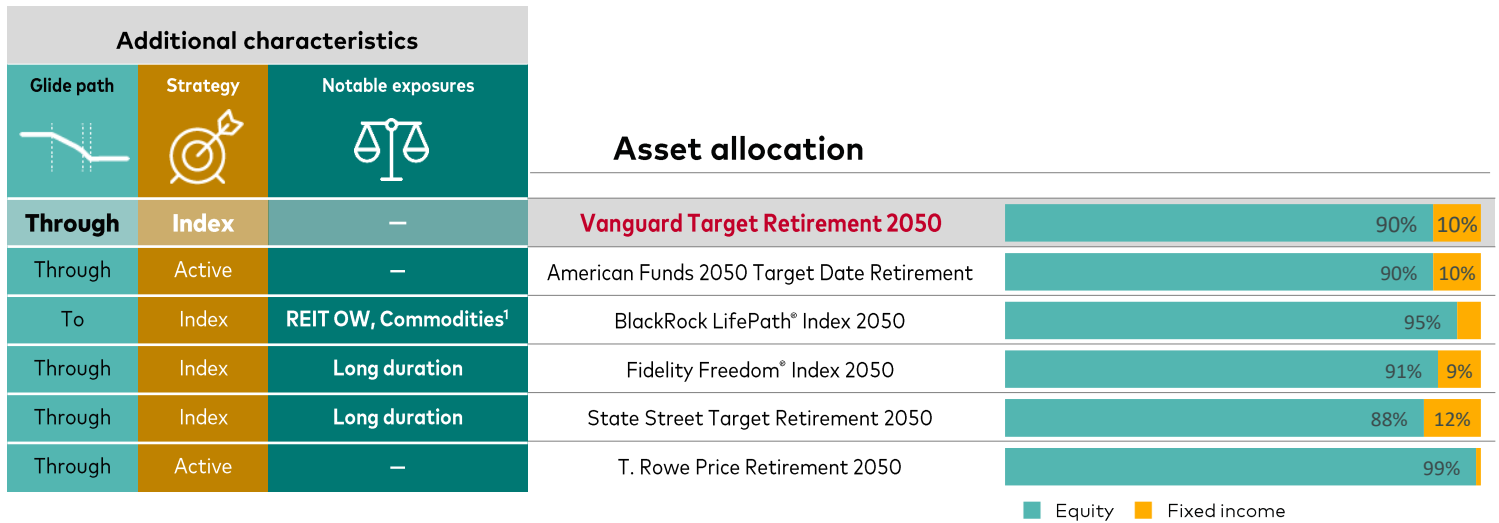 Additional characteristics
Glide path Strategy Notable exposures
Asset allocation
Through Index — Vanguard Target Retirement 2050 90% 10%
Through Active — American Funds 2050 Target Date Retirement 90% 10%
To Index REIT OW, Commodities¹ BlackRock LifePath® Index 2050 95%
Through Index Long duration Fidelity Freedom® Index 2050 91% 9%
Through Index Long duration State Street Target Retirement 2050 88% 12%
Through Active — T. Rowe Price Retirement 2050 99%
Equity Fixed income